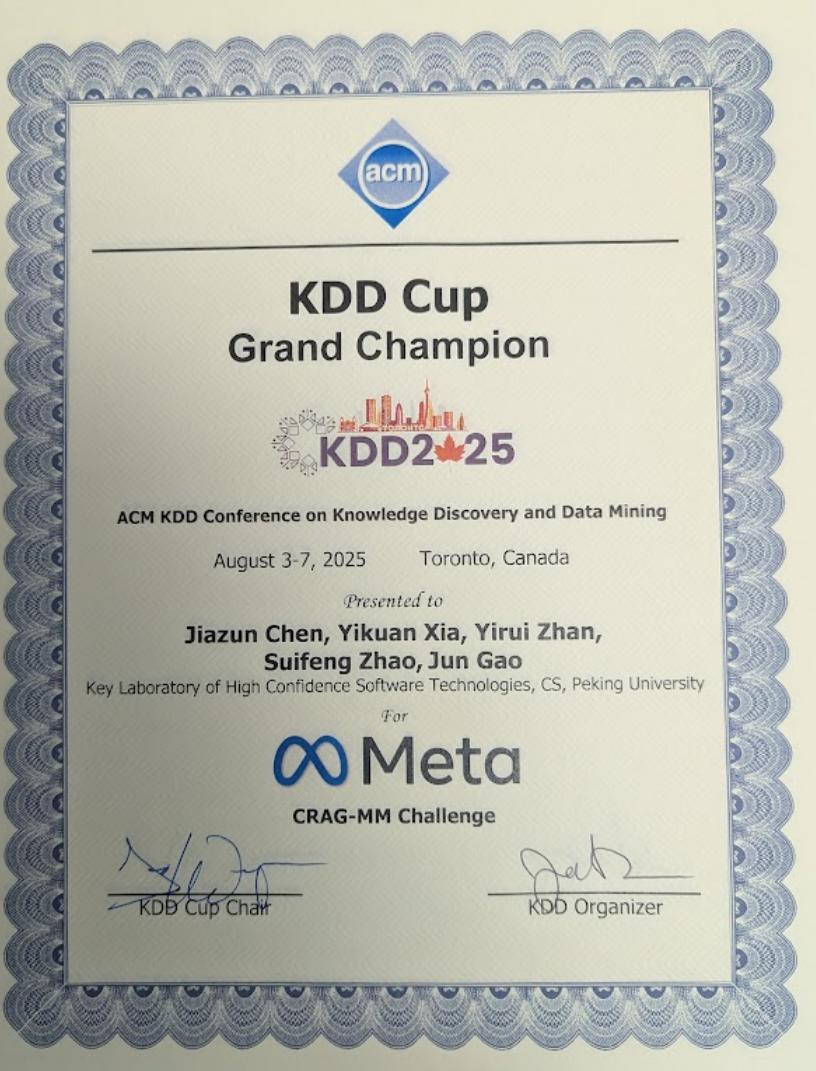 acm
KDD Cup
Grand Champion
TORONTO
KDD2025
ACM KDD Conference on Knowledge Discovery and Data Mining
August 3-7, 2025 Toronto, Canada
Presented to
Jiazun Chen, Yikuan Xia, Yirui Zhan,
Suifeng Zhao, Jun Gao
Key Laboratory of High Confidence Software Technologies, CS, Peking University
For
Meta
CRAG-MM Challenge
KDD Cup Chair KDD Organizer